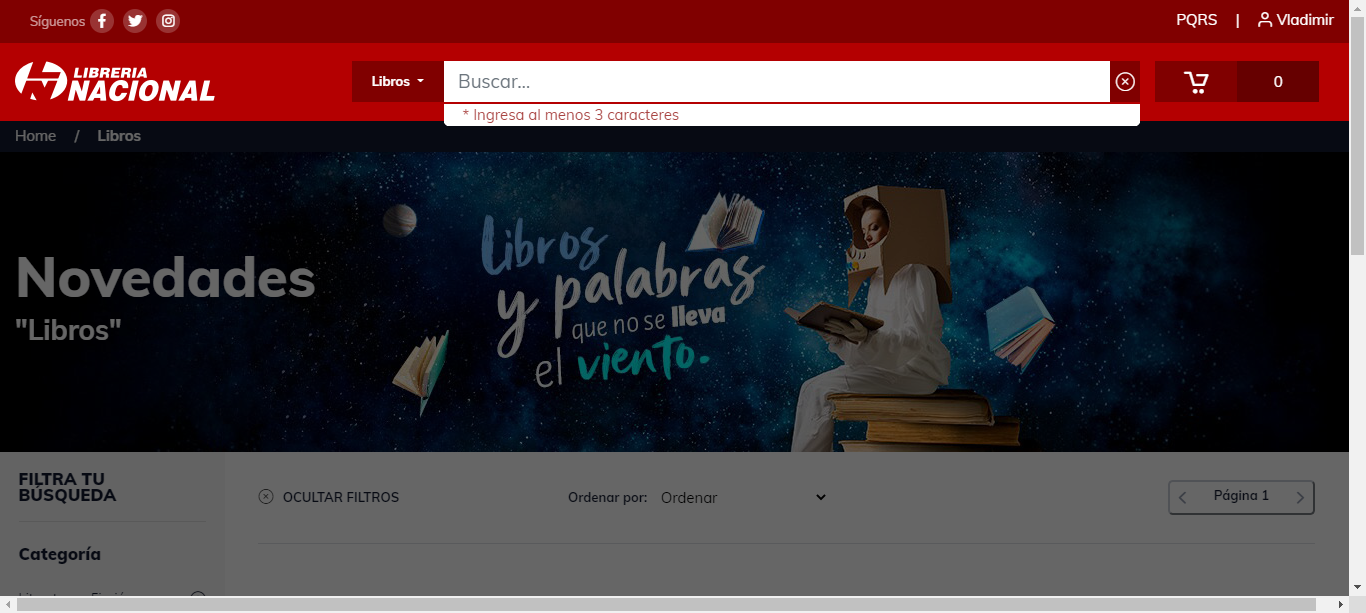 Síguenos
PQRS | Vladimir
LIBRERIA
NACIONAL
Libros
Buscar...
0
* Ingresa al menos 3 caracteres
Home / Libros
Novedades
"Libros"
Libros
y palabras
que no se lleva
el viento.
FILTRA TU
BÚSQUEDA
OCULTAR FILTROS
Ordenar por: Ordenar
Página 1
Categoría